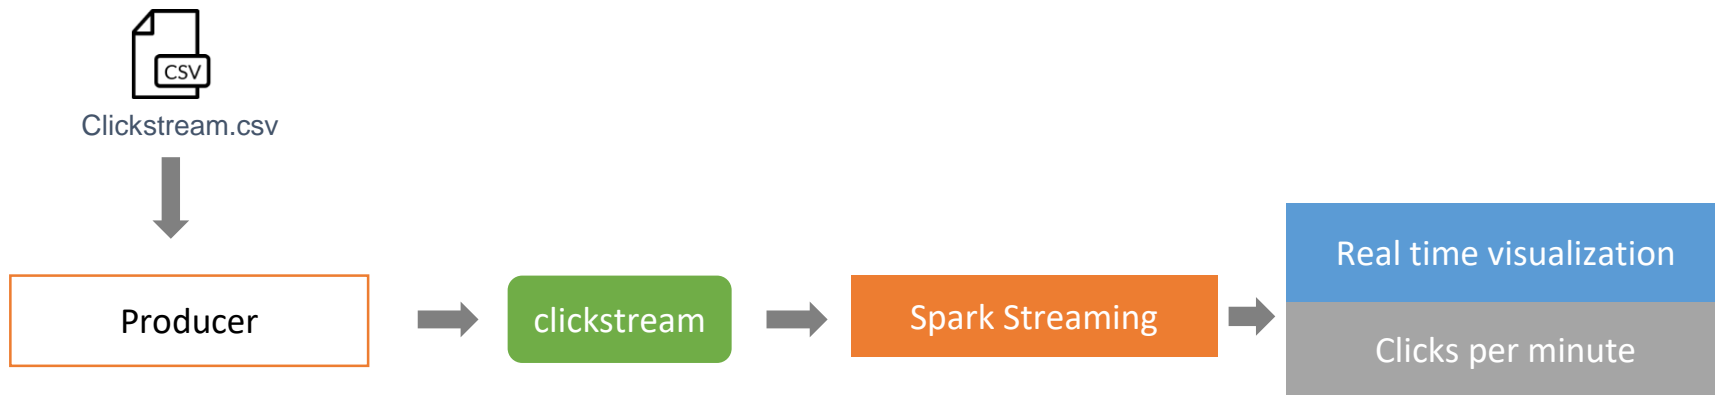 CSV
Clickstream.csv
Producer
clickstream
Spark Streaming
Real time visualization
Clicks per minute